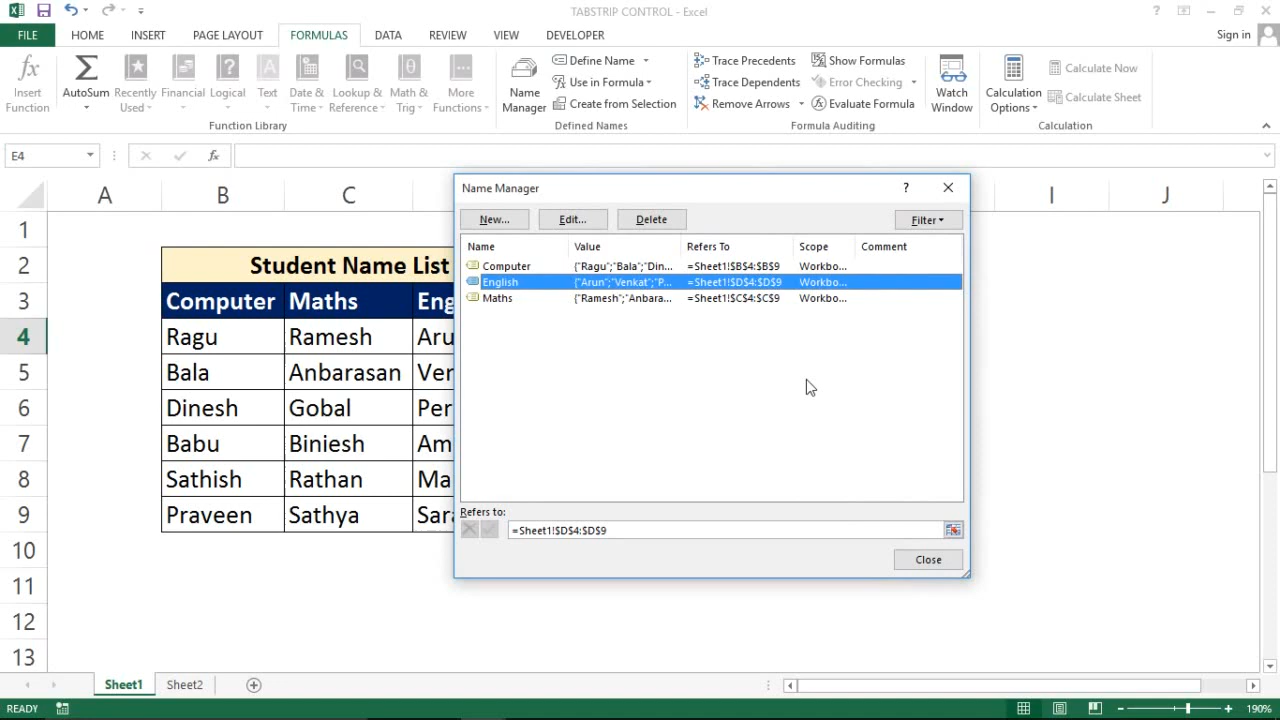 TABSTRIP CONTROL - Excel
FILE HOME INSERT PAGE LAYOUT FORMULAS DATA REVIEW VIEW DEVELOPER Sign in
Insert Function
AutoSum
Recently Used
Financial
Logical
Text
Date & Time
Lookup & Reference
Math & Trig
More Functions
Function Library
Name Manager
Define Name
Use in Formula
Create from Selection
Defined Names
Trace Precedents
Trace Dependents
Remove Arrows
Show Formulas
Error Checking
Evaluate Formula
Formula Auditing
Watch Window
Calculation Options
Calculate Now
Calculate Sheet
Calculation
E4 fx
A B C I J
1
2 Student Name List
3 Computer Maths Eng
4 Ragu Ramesh Aru
5 Bala Anbarasan Ver
6 Dinesh Gobal Per
7 Babu Biniesh Am
8 Sathish Rathan Ma
9 Praveen Sathya Sara
10
11
12
13
Name Manager ?
New... Edit... Delete Filter
Name Value Refers To Scope Comment
Computer {"Ragu";"Bala";"Din... =Sheet1!$B$4:$B$9 Workbo...
English {"Arun";"Venkat";"P... =Sheet1!$D$4:$D$9 Workbo...
Maths {"Ramesh";"Anbara... =Sheet1!$C$4:$C$9 Workbo...
Refers to:
=Sheet1!$D$4:$D$9
Close
Sheet1 Sheet2
READY 190%